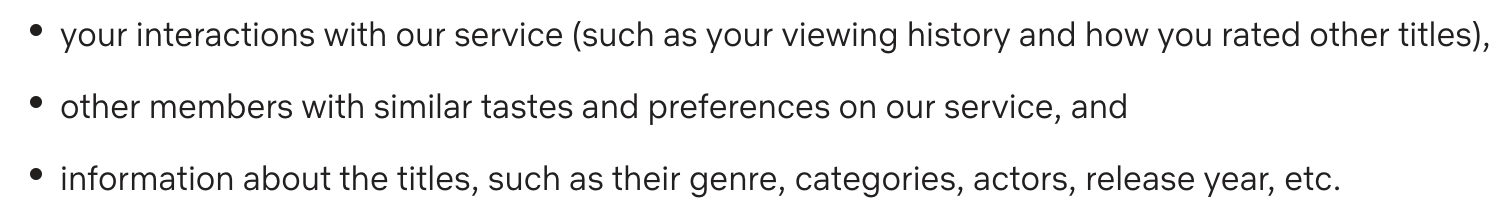 • your interactions with our service (such as your viewing history and how you rated other titles),
• other members with similar tastes and preferences on our service, and
• information about the titles, such as their genre, categories, actors, release year, etc.